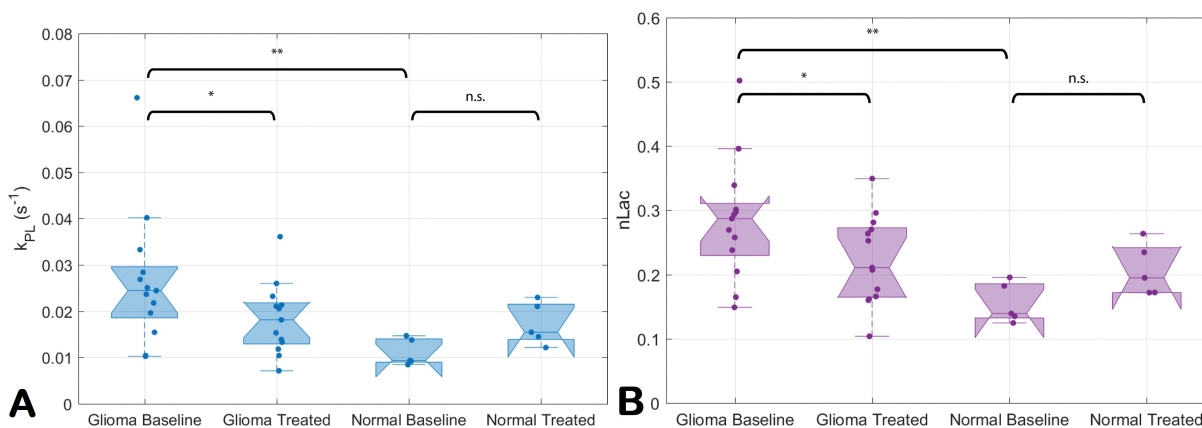 A
k_PL (s^-1)
0.08
0.07
0.06
0.05
0.04
0.03
0.02
0.01
0
**
*
n.s.
Glioma Baseline
Glioma Treated
Normal Baseline
Normal Treated
B
nLac
0.6
0.5
0.4
0.3
0.2
0.1
0
**
*
n.s.
Glioma Baseline
Glioma Treated
Normal Baseline
Normal Treated